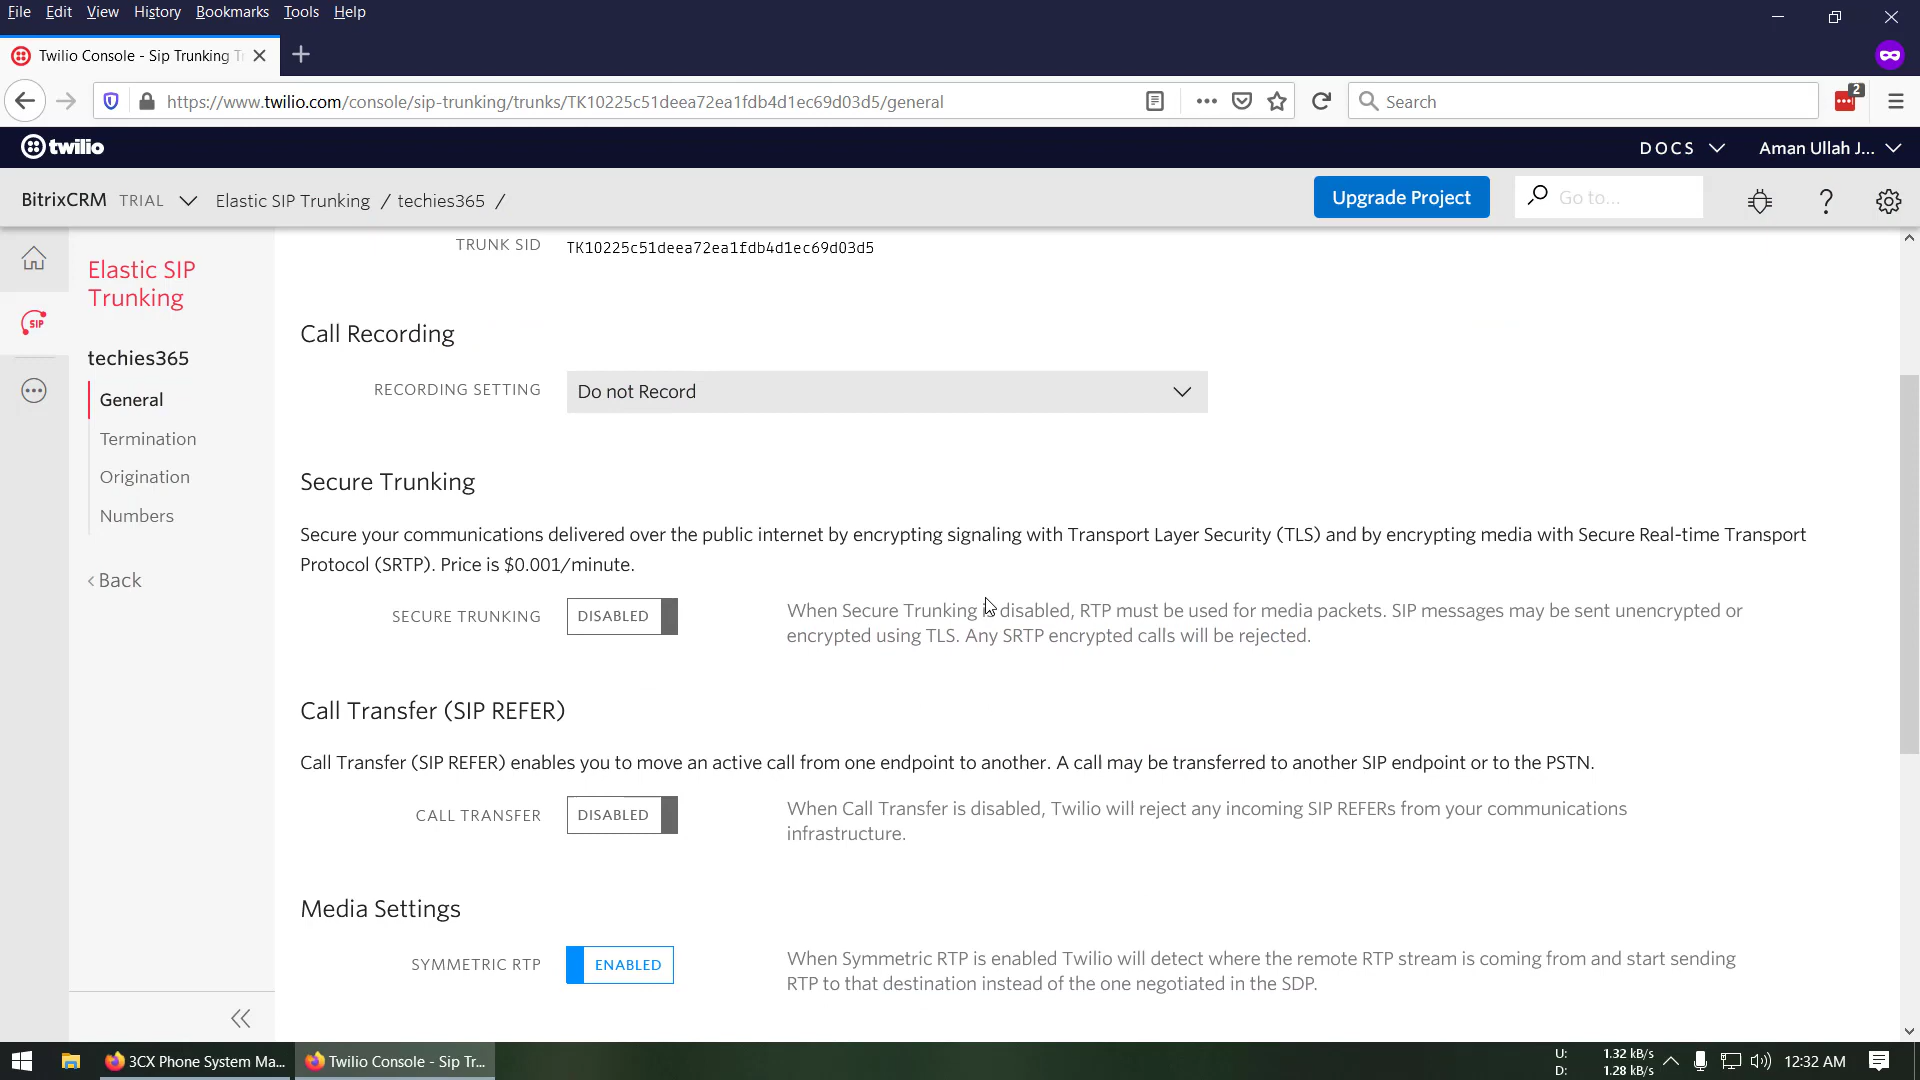 File Edit View History Bookmarks Tools Help
Twilio Console - Sip Trunking T
https://www.twilio.com/console/sip-trunking/trunks/TK10225c51deea72ea1fdb4d1ec69d03d5/general
Search
2
twilio
DOCS
Aman Ullah J...
BitrixCRM TRIAL
Elastic SIP Trunking / techies365 /
Upgrade Project
Go to...
SIP
Elastic SIP
Trunking
techies365
General
Termination
Origination
Numbers
‹ Back
TRUNK SID TK10225c51deea72ea1fdb4d1ec69d03d5
Call Recording
RECORDING SETTING Do not Record
Secure Trunking
Secure your communications delivered over the public internet by encrypting signaling with Transport Layer Security (TLS) and by encrypting media with Secure Real-time Transport
Protocol (SRTP). Price is $0.001/minute.
SECURE TRUNKING DISABLED
When Secure Trunking is disabled, RTP must be used for media packets. SIP messages may be sent unencrypted or
encrypted using TLS. Any SRTP encrypted calls will be rejected.
Call Transfer (SIP REFER)
Call Transfer (SIP REFER) enables you to move an active call from one endpoint to another. A call may be transferred to another SIP endpoint or to the PSTN.
CALL TRANSFER DISABLED
When Call Transfer is disabled, Twilio will reject any incoming SIP REFERs from your communications
infrastructure.
Media Settings
SYMMETRIC RTP ENABLED
When Symmetric RTP is enabled Twilio will detect where the remote RTP stream is coming from and start sending
RTP to that destination instead of the one negotiated in the SDP.
3CX Phone System Ma...
Twilio Console - Sip Tr...
U: 1.32 kB/s
D: 1.28 kB/s
12:32 AM